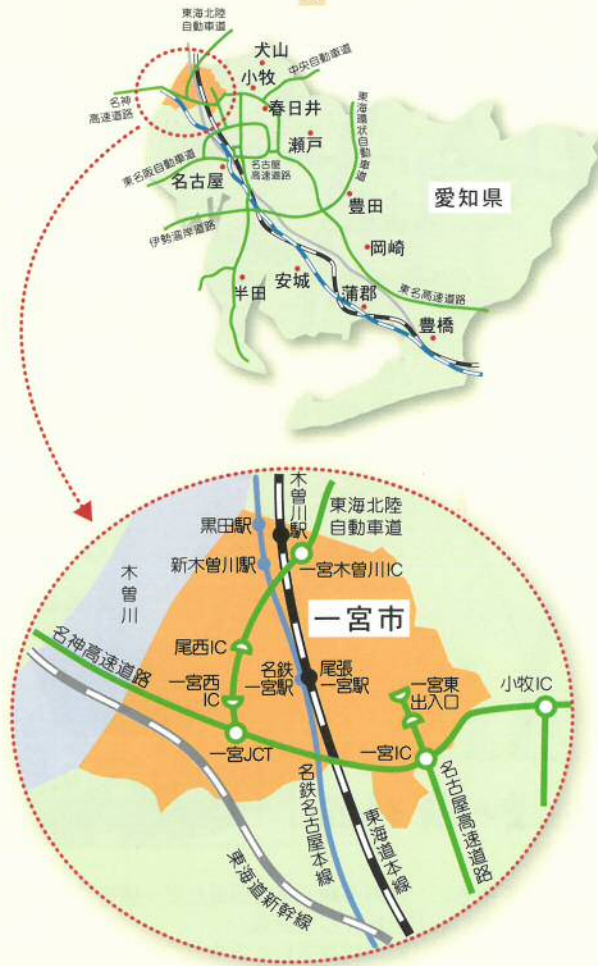 東海北陸
自動車道
犬山
小牧
中央自動車道
名神
高速道路
春日井
瀬戸
東海環状自動車道
東名阪自動車道
名古屋
名古屋
高速道路
豊田
愛知県
伊勢湾岸道路
岡崎
半田
安城
蒲郡
東名高速道路
豊橋
木曽川駅
東海北陸
自動車道
黒田駅
新木曽川駅
一宮木曽川IC
木曽川
一宮市
名神高速道路
尾西IC
一宮西
IC
名鉄
一宮駅
尾張
一宮駅
一宮東
出入口
小牧IC
一宮JCT
一宮IC
名鉄名古屋本線
東海道本線
名古屋高速道路
東海道新幹線